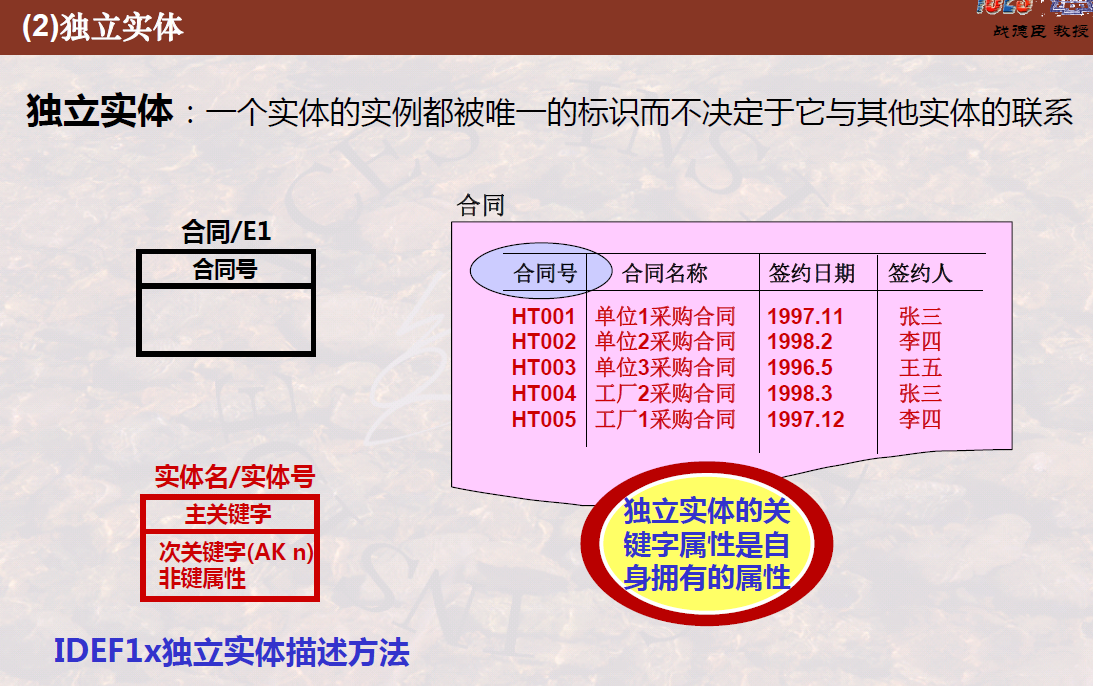 (2)独立实体
战德臣 教授
独立实体：一个实体的实例都被唯一的标识而不决定于它与其他实体的联系
合同/E1
合同号
合同
合同号 合同名称 签约日期 签约人
HT001 单位1采购合同 1997.11 张三
HT002 单位2采购合同 1998.2 李四
HT003 单位3采购合同 1996.5 王五
HT004 工厂2采购合同 1998.3 张三
HT005 工厂1采购合同 1997.12 李四
实体名/实体号
主关键字
次关键字(AK n)
非键属性
独立实体的关
键字属性是自
身拥有的属性
IDEF1x独立实体描述方法